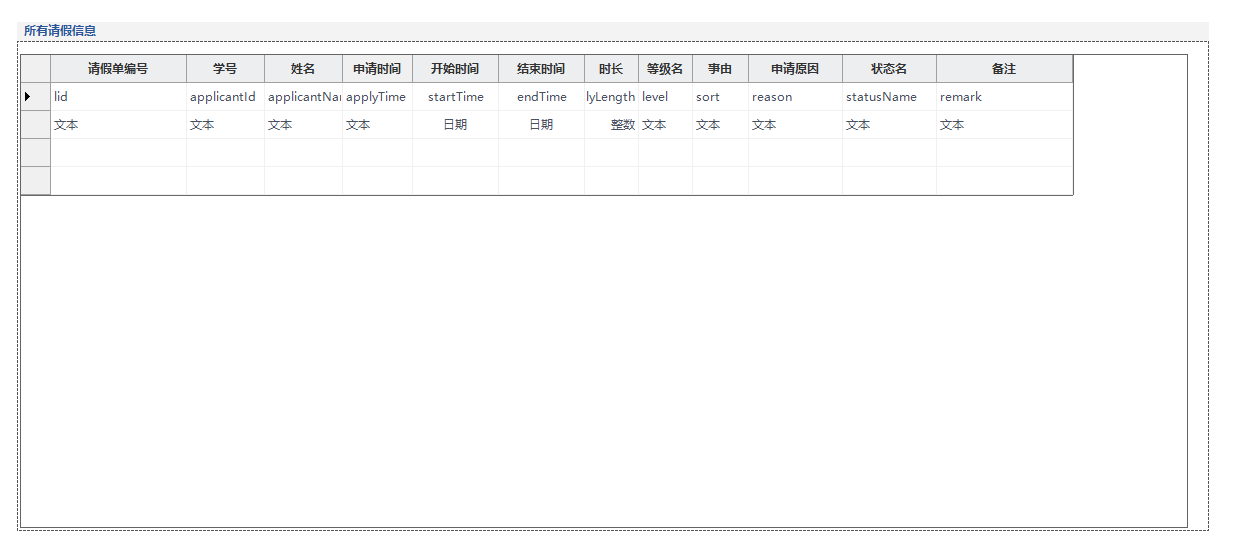 所有请假信息
请假单编号 学号 姓名 申请时间 开始时间 结束时间 时长 等级名 事由 申请原因 状态名 备注
lid applicantId applicantNa applyTime startTime endTime lyLength level sort reason statusName remark
文本 文本 文本 文本 日期 日期 整数 文本 文本 文本 文本 文本